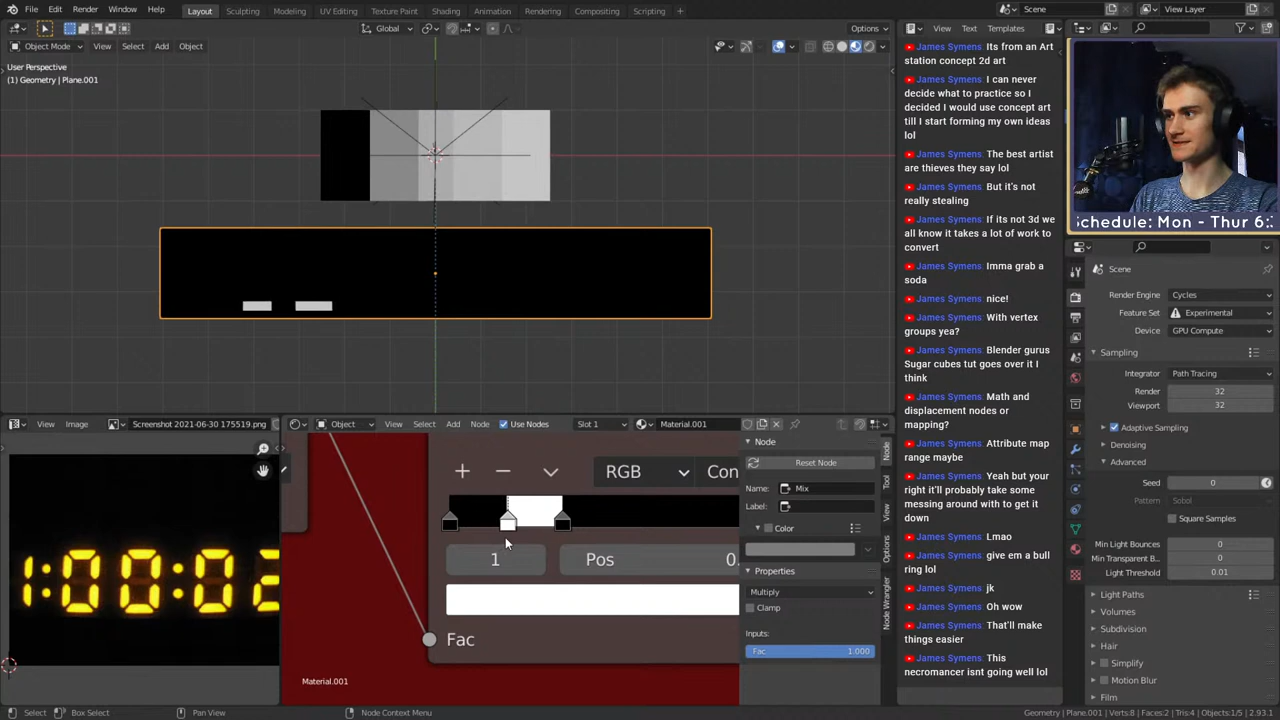 File Edit Render Window Help
Layout Sculpting Modeling UV Editing Texture Paint Shading Animation Rendering Compositing Scripting +
Scene
View Layer
Global
Options
Object Mode View Select Add Object
User Perspective
(1) Geometry | Plane.001
View Text Templates
James Symens: Its from an Art
station concept 2d art
James Symens: I can never
decide what to practice so I
decided I would use concept art
till I start forming my own ideas
lol
James Symens: The best artist
are thieves they say lol
James Symens: But it's not
really stealing
James Symens: If its not 3d we
all know it takes a lot of work to
convert
James Symens: Imma grab a
soda
James Symens: nice!
James Symens: With vertex
groups yea?
James Symens: Blender gurus
Sugar cubes tut goes over it I
think
James Symens: Math and
displacement nodes or
mapping?
James Symens: Attribute map
range maybe
James Symens: Yeah but your
right it'll probably take some
messing around with to get it
down
James Symens: Lmao
James Symens: give em a bull
ring lol
James Symens: jk
James Symens: Oh wow
James Symens: That'll make
things easier
James Symens: This
necromancer isnt going well lol
Schedule: Mon - Thur 6:
Scene
Render Engine Cycles
Feature Set Experimental
Device GPU Compute
Sampling
Integrator Path Tracing
Render 32
Viewport 32
Adaptive Sampling
Denoising
Advanced
Seed 0
Pattern Sobol
Square Samples
Min Light Bounces 0
Min Transparent B.. 0
Light Threshold 0.01
Light Paths
Volumes
Subdivision
Hair
Simplify
Motion Blur
Film
View Image Screenshot 2021-06-30 175519.png
1:00:02
Object View Select Add Node Use Nodes Slot 1 Material.001
RGB Con
1 Pos 0.
Fac
Material.001
Node
Reset Node
Name: Mix
Label:
Color
Properties
Multiply
Clamp
Inputs:
Fac 1.000
Node
Tool
View
Options
Node Wrangler
Select Box Select Pan View Node Context Menu
Geometry | Plane.001 | Verts:8 | Faces:2 | Tris:4 | Objects:1/5 | 2.93.1